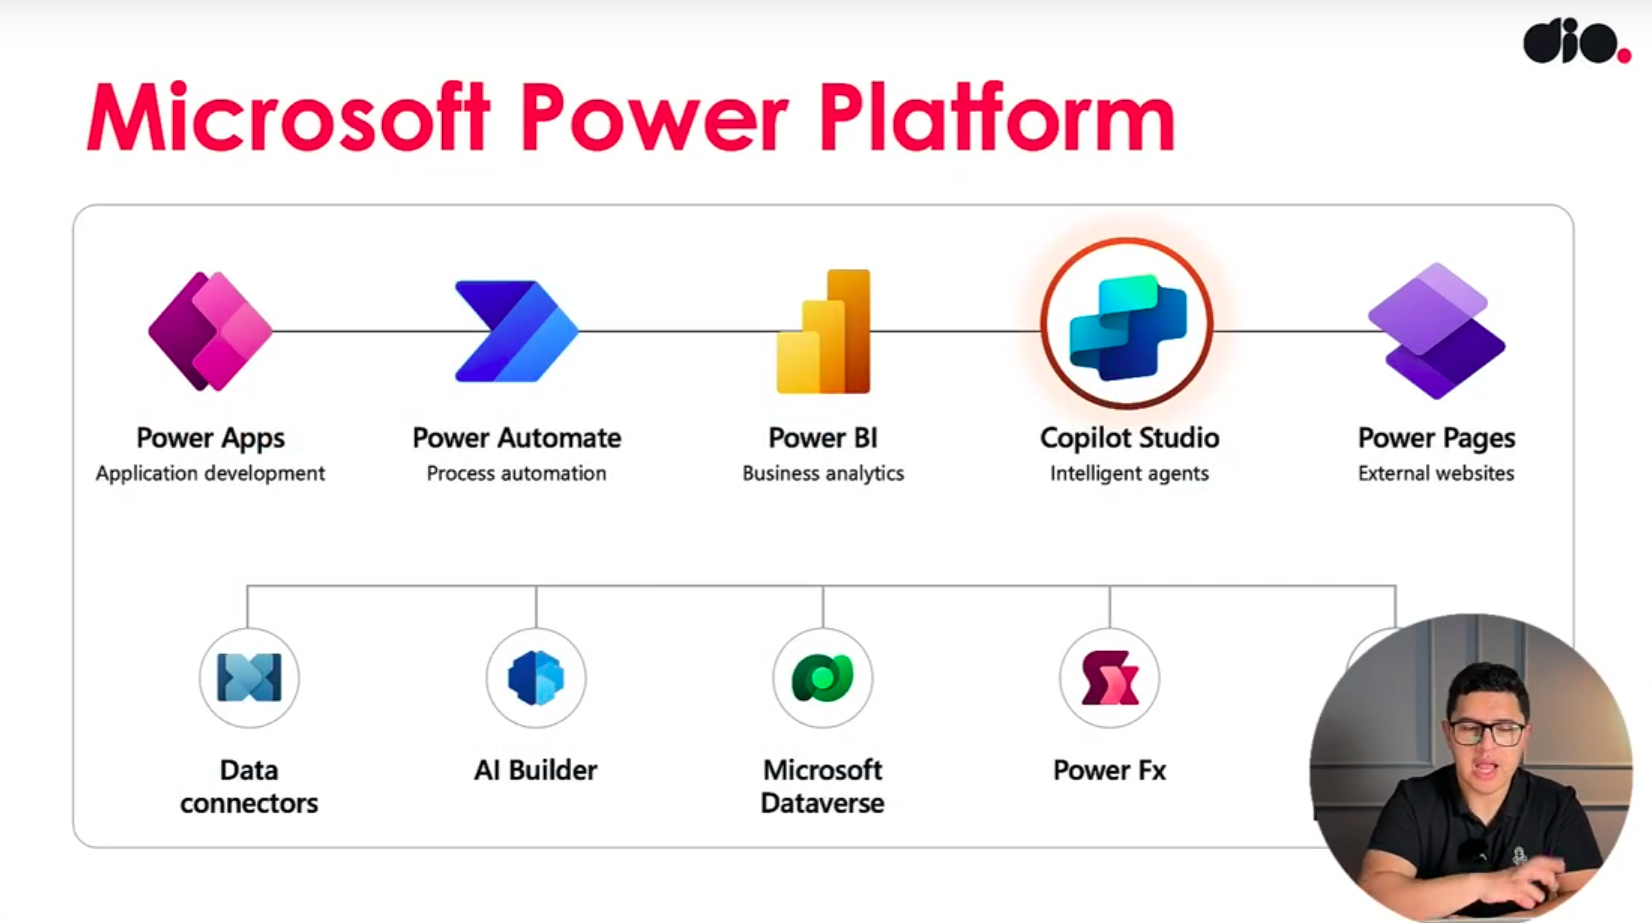 dio.
Microsoft Power Platform
Power Apps
Application development
Power Automate
Process automation
Power BI
Business analytics
Copilot Studio
Intelligent agents
Power Pages
External websites
Data
connectors
AI Builder
Microsoft
Dataverse
Power Fx